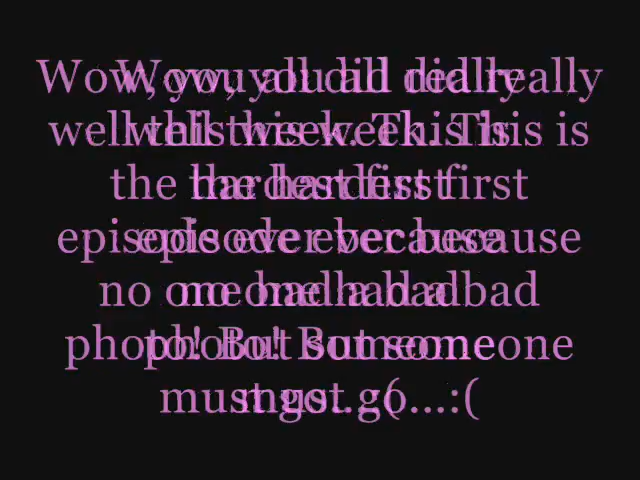 Wow, you all did really
well this week. This is
the hardest first
episode ever because
no one had a bad
photo! But someone
must go...:(